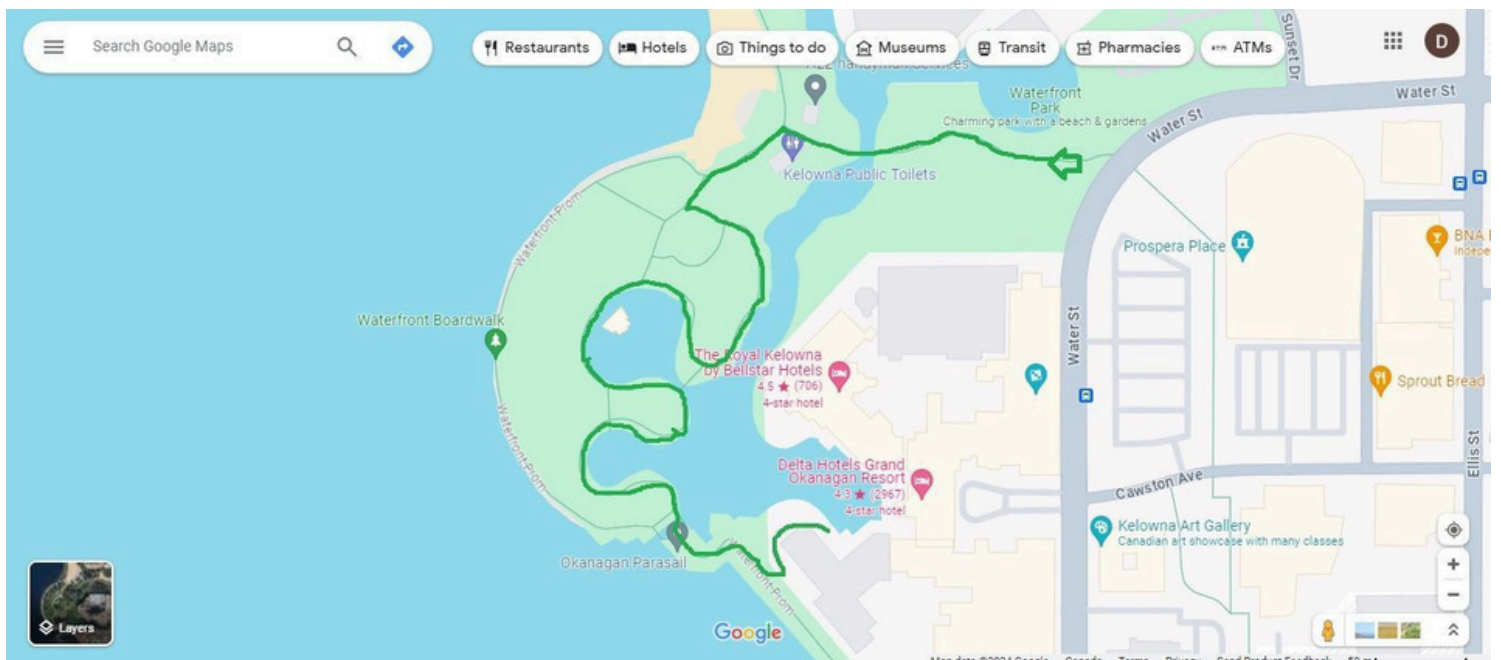 Search Google Maps
Restaurants
Hotels
Things to do
Museums
Transit
Pharmacies
ATMs
D
Sunset Dr
Water St
Waterfront
Park
Charming park with a beach & gardens
Water St
Kelowna Public Toilets
Waterfront Prom
Prospera Place
BNA
Waterfront Boardwalk
Water St
The Royal Kelowna
by Bellstar Hotels
4.5 ★ (706)
4-star hotel
Sprout Bread
Waterfront Prom
Delta Hotels Grand
Okanagan Resort
4.3 ★ (2967)
4-star hotel
Cawston Ave
Ellis St
Kelowna Art Gallery
Canadian art showcase with many classes
Okanagan Parasail
Waterfront Prom
Layers
Google